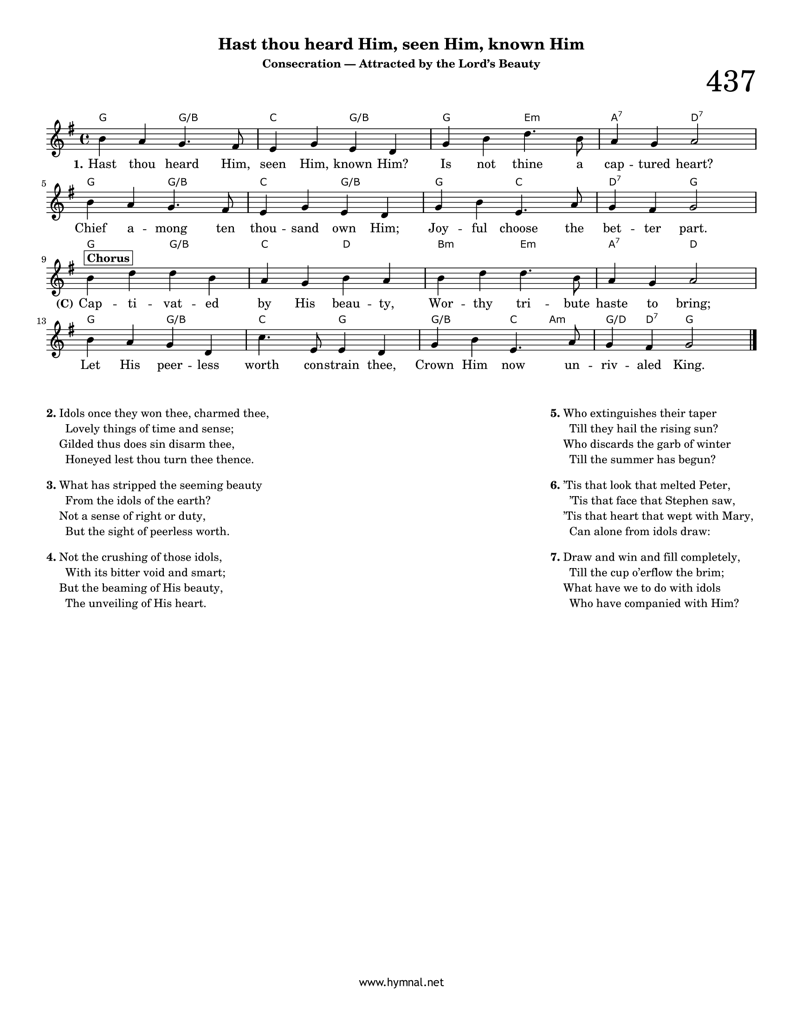 Hast thou heard Him, seen Him, known Him
Consecration — Attracted by the Lord's Beauty
437
G G/B C G/B G Em A7 D7
1. Hast thou heard Him, seen Him, known Him? Is not thine a cap - tured heart?
5 G G/B C G/B G C D7 G
Chief a - mong ten thou - sand own Him; Joy - ful choose the bet - ter part.
9 G G/B C D Bm Em A7 D
Chorus
(C) Cap - ti - vat - ed by His beau - ty, Wor - thy tri - bute haste to bring;
13 G G/B C G G/B C Am G/D D7 G
Let His peer - less worth constrain thee, Crown Him now un - riv - aled King.
2. Idols once they won thee, charmed thee,
Lovely things of time and sense;
Gilded thus does sin disarm thee,
Honeyed lest thou turn thee thence.
3. What has stripped the seeming beauty
From the idols of the earth?
Not a sense of right or duty,
But the sight of peerless worth.
4. Not the crushing of those idols,
With its bitter void and smart;
But the beaming of His beauty,
The unveiling of His heart.
5. Who extinguishes their taper
Till they hail the rising sun?
Who discards the garb of winter
Till the summer has begun?
6. 'Tis that look that melted Peter,
'Tis that face that Stephen saw,
'Tis that heart that wept with Mary,
Can alone from idols draw:
7. Draw and win and fill completely,
Till the cup o'erflow the brim;
What have we to do with idols
Who have companied with Him?
www.hymnal.net